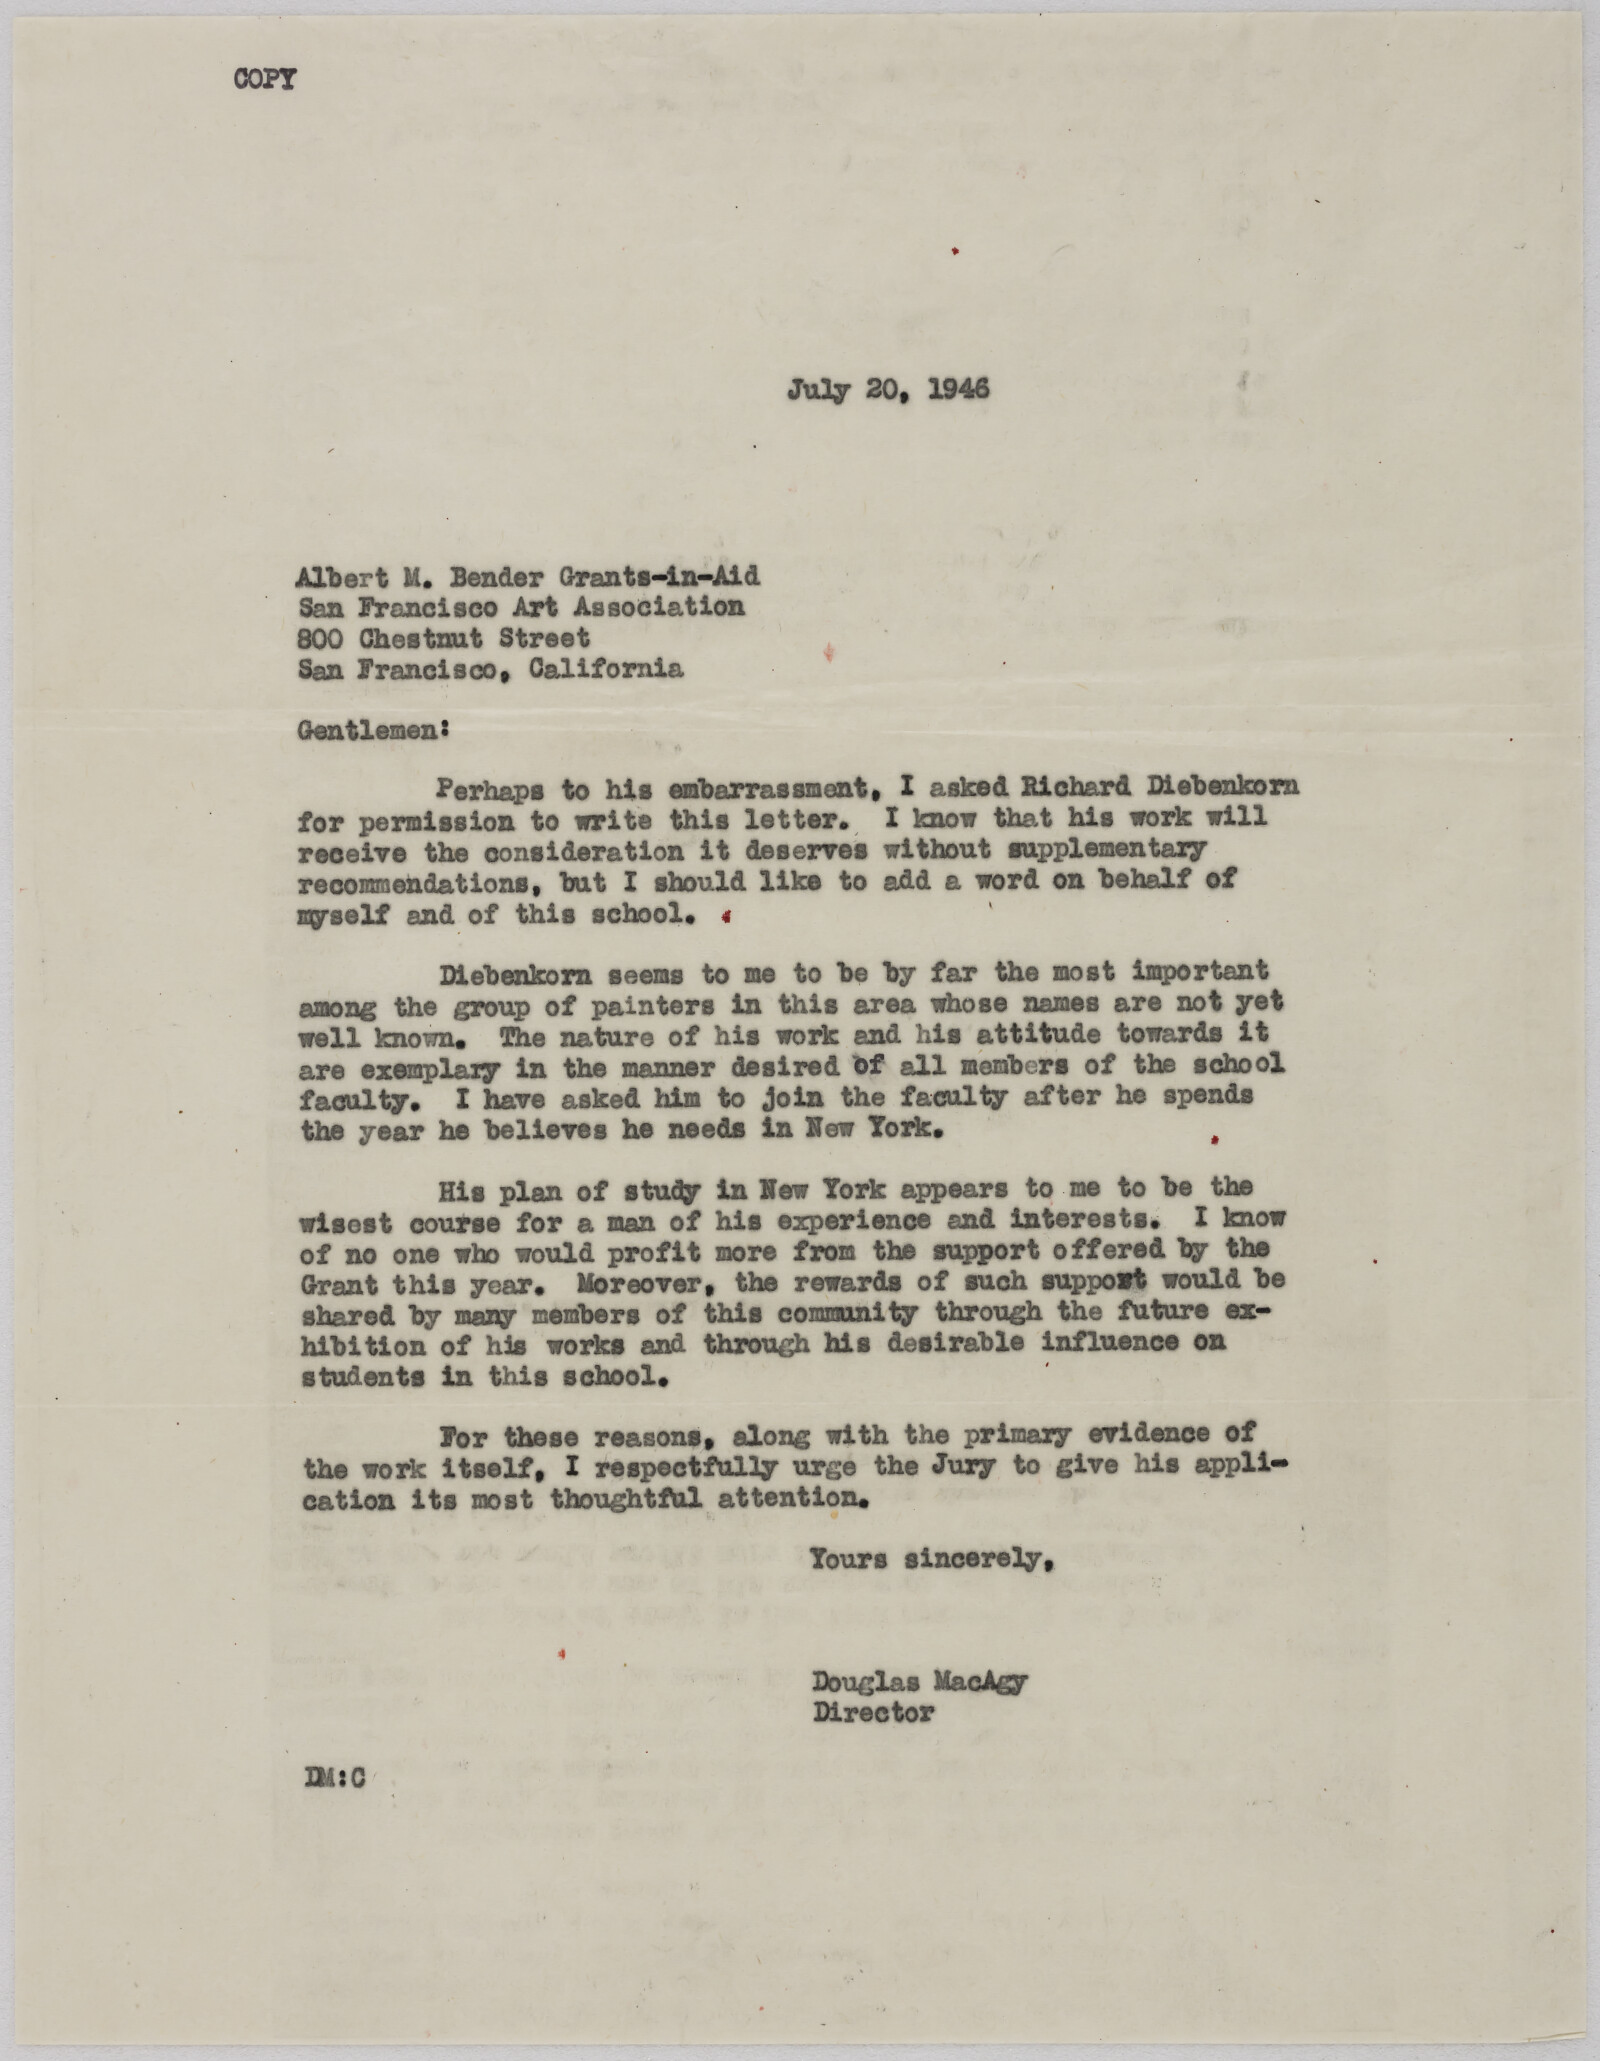 COPY
July 20, 1946
Albert M. Bender Grants-in-Aid
San Francisco Art Association
800 Chestnut Street
San Francisco, California
Gentlemen:
Perhaps to his embarrassment, I asked Richard Diebenkorn
for permission to write this letter. I know that his work will
receive the consideration it deserves without supplementary
recommendations, but I should like to add a word on behalf of
myself and of this school.
Diebenkorn seems to me to be by far the most important
among the group of painters in this area whose names are not yet
well known. The nature of his work and his attitude towards it
are exemplary in the manner desired of all members of the school
faculty. I have asked him to join the faculty after he spends
the year he believes he needs in New York.
His plan of study in New York appears to me to be the
wisest course for a man of his experience and interests. I know
of no one who would profit more from the support offered by the
Grant this year. Moreover, the rewards of such support would be
shared by many members of this community through the future ex-
hibition of his works and through his desirable influence on
students in this school.
For these reasons, along with the primary evidence of
the work itself, I respectfully urge the Jury to give his appli-
cation its most thoughtful attention.
Yours sincerely,
Douglas MacAgy
Director
DM:C